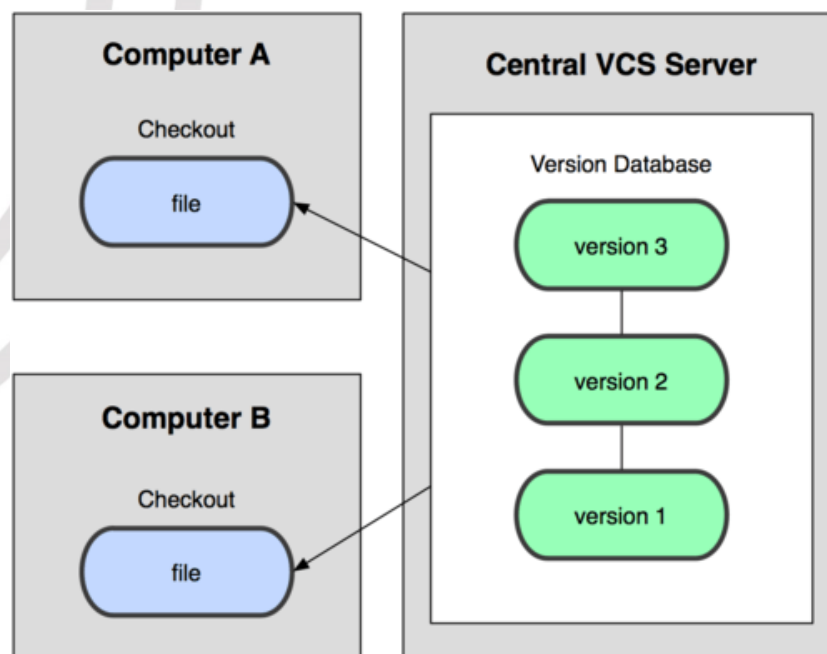 Computer A
Checkout
file
Central VCS Server
Version Database
version 3
version 2
version 1
Computer B
Checkout
file